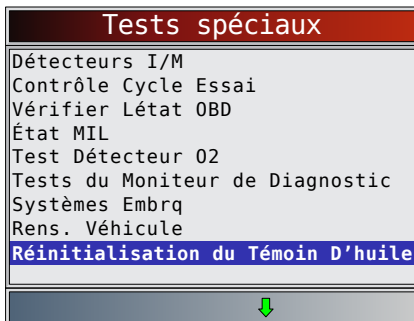 Tests spéciaux
Détecteurs I/M
Contrôle Cycle Essai
Vérifier Létat OBD
État MIL
Test Détecteur O2
Tests du Moniteur de Diagnostic
Systèmes Embrq
Rens. Véhicule
Réinitialisation du Témoin D'huile